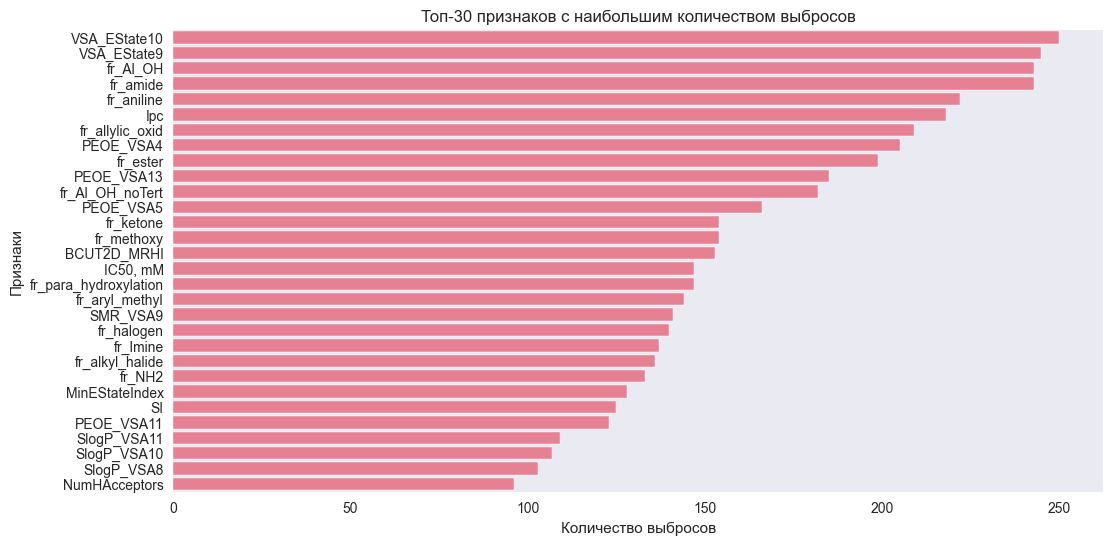 Топ-30 признаков с наибольшим количеством выбросов
VSA_EState10
VSA_EState9
fr_Al_OH
fr_amide
fr_aniline
Ipc
fr_allylic_oxid
PEOE_VSA4
fr_ester
PEOE_VSA13
fr_Al_OH_noTert
PEOE_VSA5
fr_ketone
fr_methoxy
BCUT2D_MRHI
IC50, mM
fr_para_hydroxylation
fr_aryl_methyl
SMR_VSA9
fr_halogen
fr_Imine
fr_alkyl_halide
fr_NH2
MinEStateIndex
SI
PEOE_VSA11
SlogP_VSA11
SlogP_VSA10
SlogP_VSA8
NumHAcceptors
Признаки
0 50 100 150 200 250
Количество выбросов